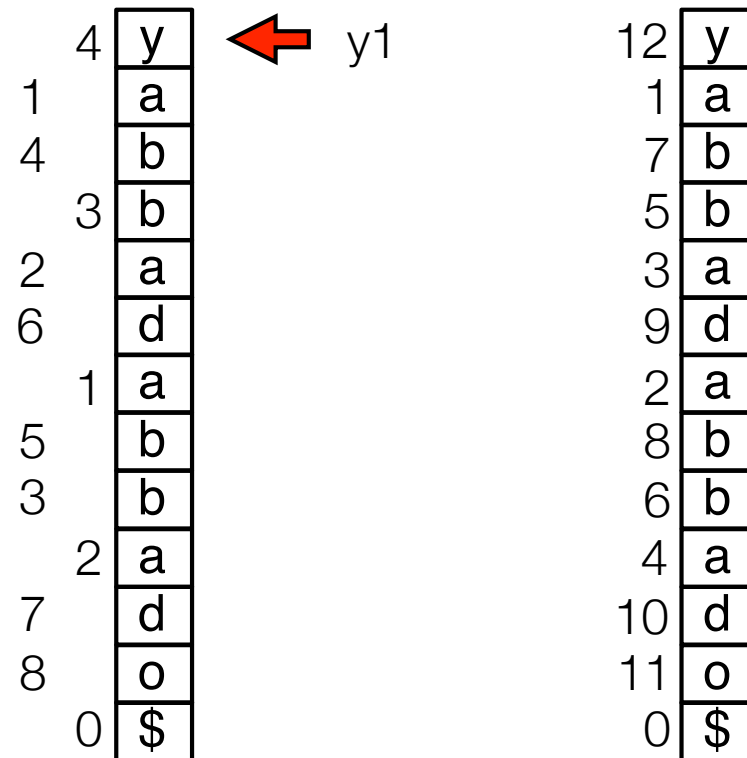 4 y y1 12 y
1 a 1 a
4 b 7 b
3 b 5 b
2 a 3 a
6 d 9 d
1 a 2 a
5 b 8 b
3 b 6 b
2 a 4 a
7 d 10 d
8 o 11 o
0 $ 0 $